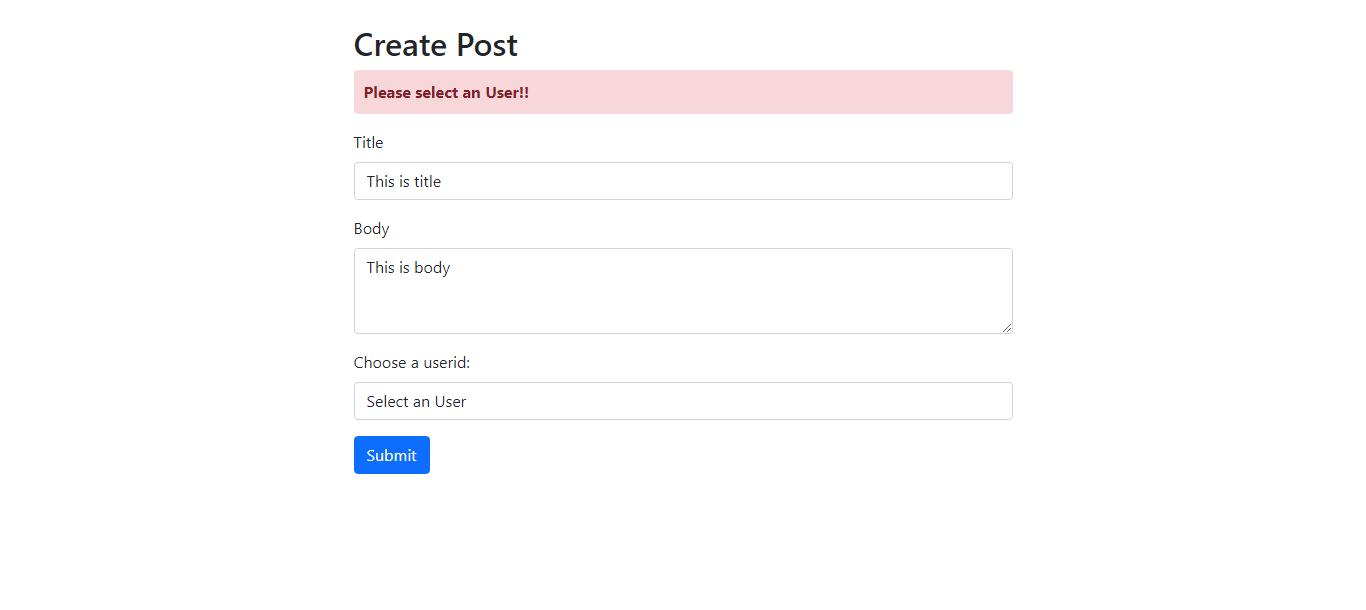 Create Post
Please select an User!!
Title
This is title
Body
This is body
Choose a userid:
Select an User
Submit